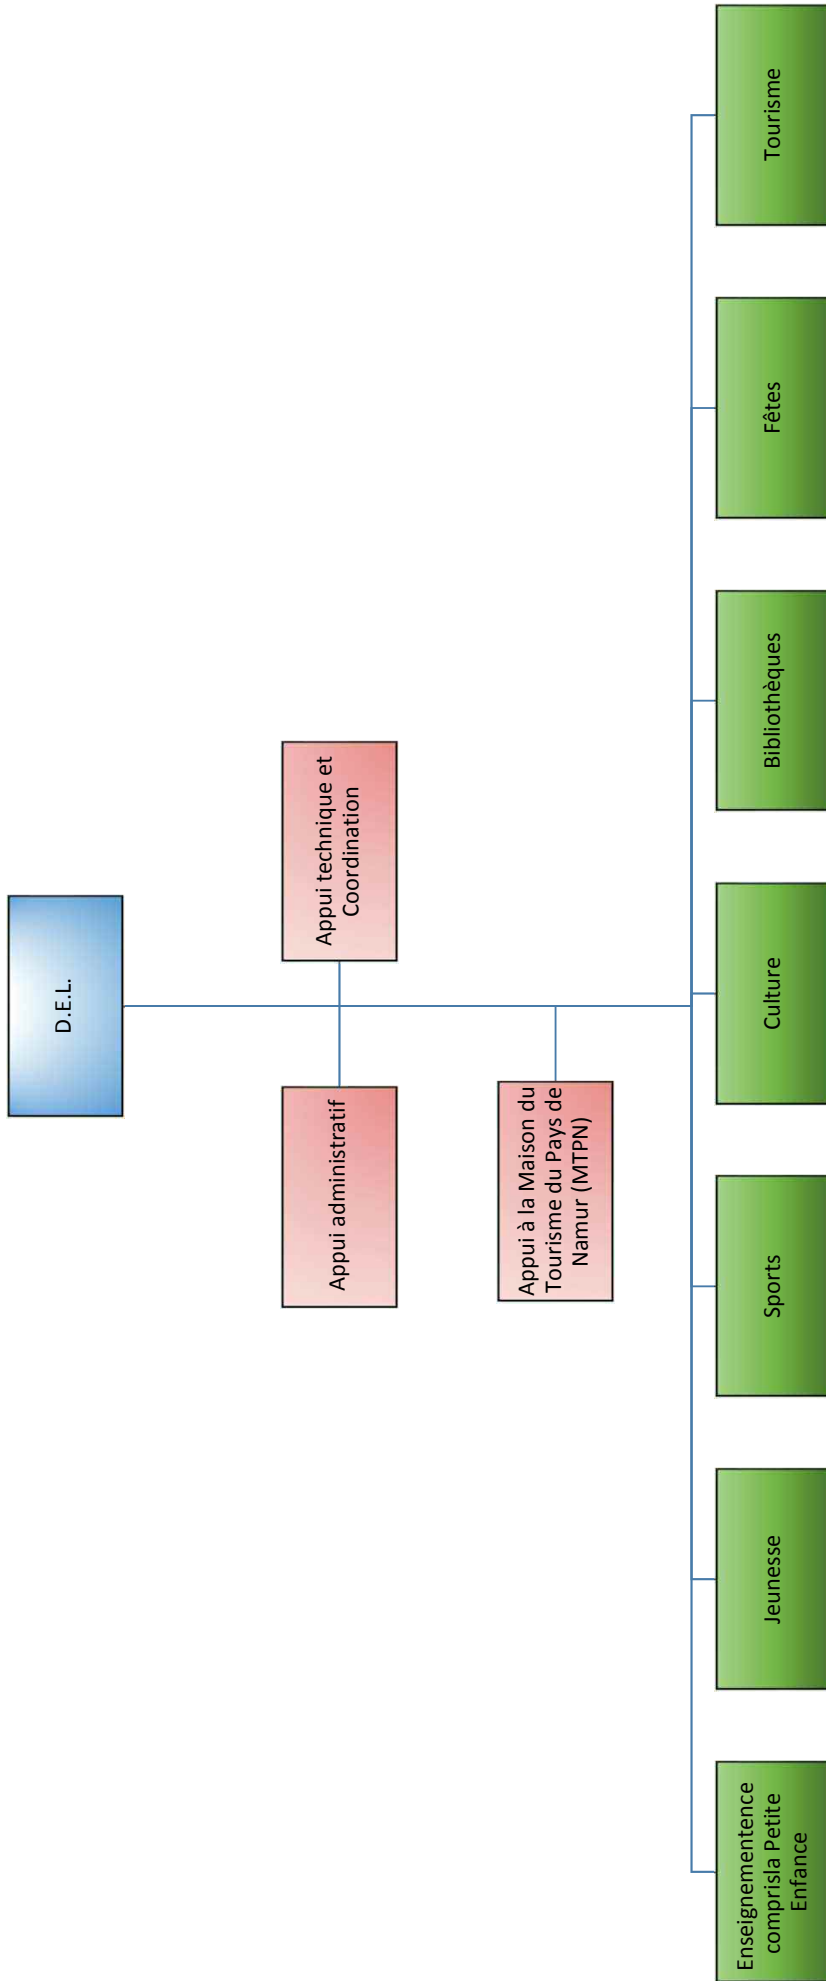 D.E.L.
Appui administratif
Appui technique et
Coordination
Appui à la Maison du
Tourisme du Pays de
Namur (MTPN)
Enseignementence
comprisla Petite
Enfance
Jeunesse
Sports
Culture
Bibliothèques
Fêtes
Tourisme